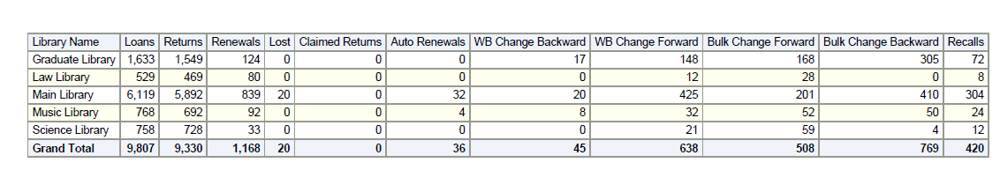 Library Name Loans Returns Renewals Lost Claimed Returns Auto Renewals WB Change Backward WB Change Forward Bulk Change Forward Bulk Change Backward Recalls
Graduate Library 1,633 1,549 124 0 0 0 17 148 168 305 72
Law Library 529 469 80 0 0 0 0 12 28 0 8
Main Library 6,119 5,892 839 20 0 32 20 425 201 410 304
Music Library 768 692 92 0 0 4 8 32 52 50 24
Science Library 758 728 33 0 0 0 0 21 59 4 12
Grand Total 9,807 9,330 1,168 20 0 36 45 638 508 769 420